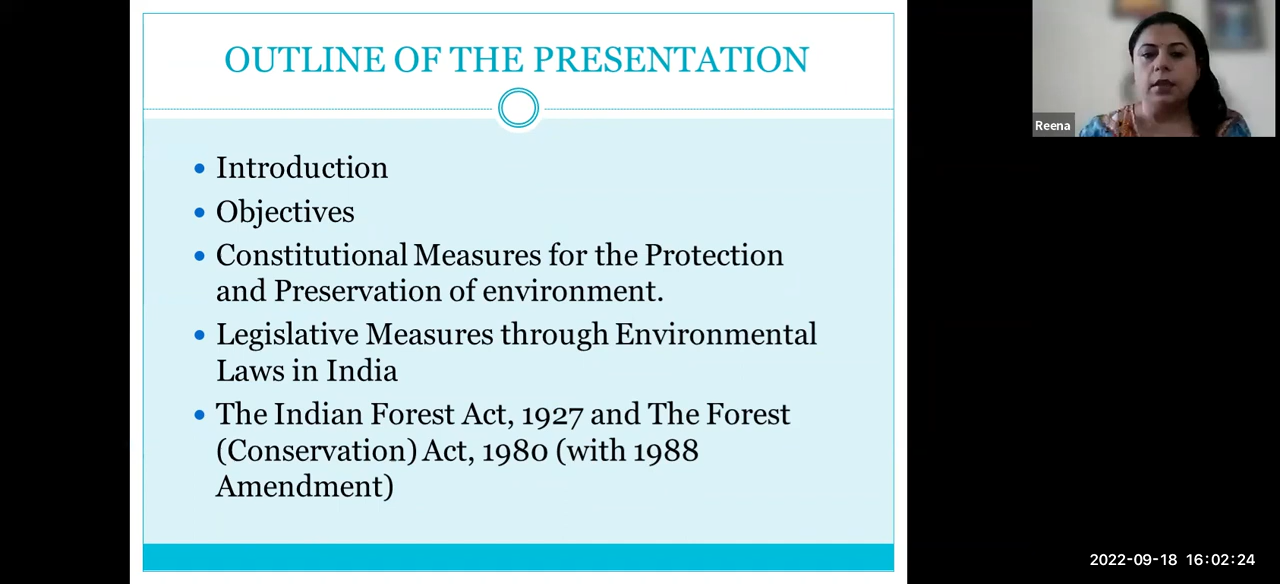 OUTLINE OF THE PRESENTATION
• Introduction
• Objectives
• Constitutional Measures for the Protection
and Preservation of environment.
• Legislative Measures through Environmental
Laws in India
• The Indian Forest Act, 1927 and The Forest
(Conservation) Act, 1980 (with 1988
Amendment)
Reena
2022-09-18 16:02:24